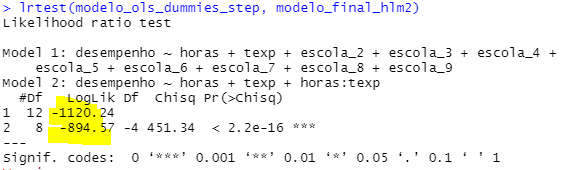 > lrtest(modelo_ols_dummies_step, modelo_final_hlm2)
Likelihood ratio test

Model 1: desempenho ~ horas + texp + escola_2 + escola_3 + escola_4 +
    escola_5 + escola_6 + escola_7 + escola_8 + escola_9
Model 2: desempenho ~ horas + texp + horas:texp
  #Df   LogLik Df  Chisq Pr(>Chisq)
1  12 -1120.24
2   8  -894.57 -4 451.34  < 2.2e-16 ***
---
Signif. codes:  0 ‘***’ 0.001 ‘**’ 0.01 ‘*’ 0.05 ‘.’ 0.1 ‘ ’ 1